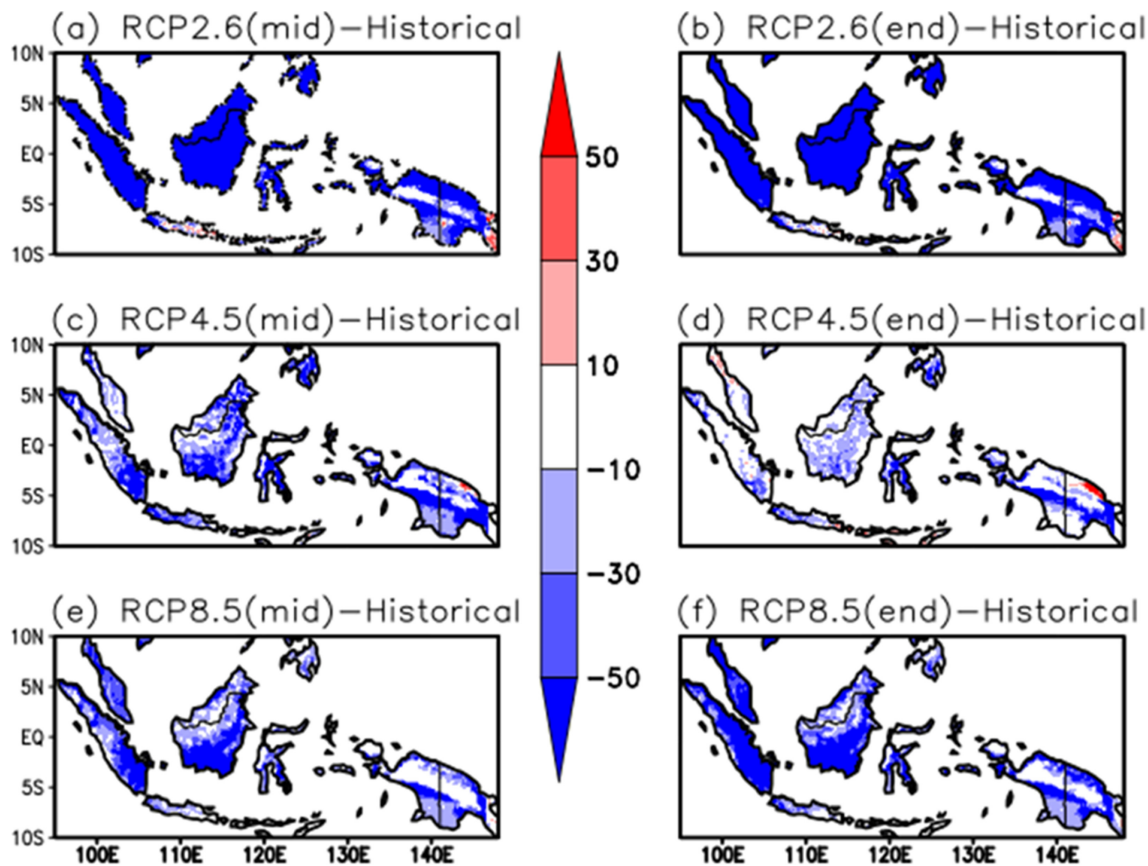 (a) RCP2.6(mid)−Historical
(b) RCP2.6(end)−Historical
10N
5N
EQ
5S
10S
50
30
10
−10
−30
−50
(c) RCP4.5(mid)−Historical
(d) RCP4.5(end)−Historical
10N
5N
EQ
5S
10S
(e) RCP8.5(mid)−Historical
(f) RCP8.5(end)−Historical
10N
5N
EQ
5S
10S
100E 110E 120E 130E 140E
100E 110E 120E 130E 140E